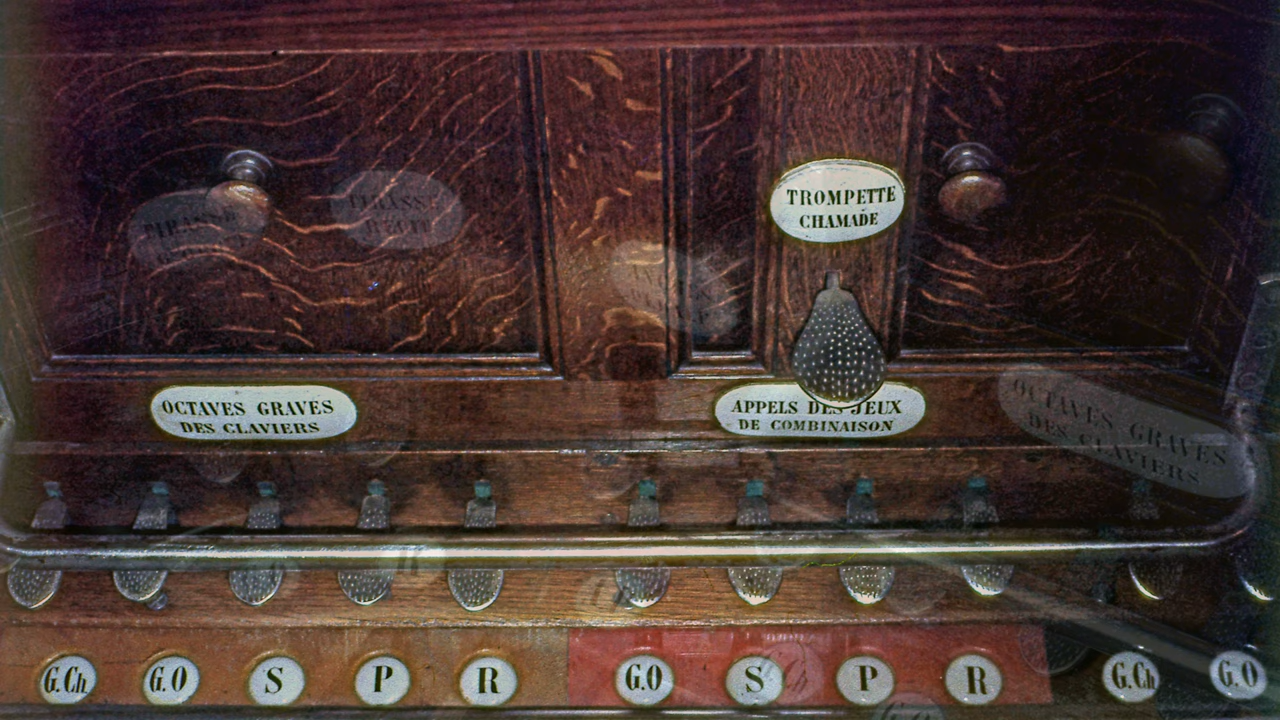 TROMPETTE
CHAMADE
OCTAVES GRAVES
DES CLAVIERS
APPELS DES JEUX
DE COMBINAISON
OCTAVES GRAVES
DES CLAVIERS
G.Ch.
G.O
S
P
R
G.O
S
P
R
G.Ch
G.O